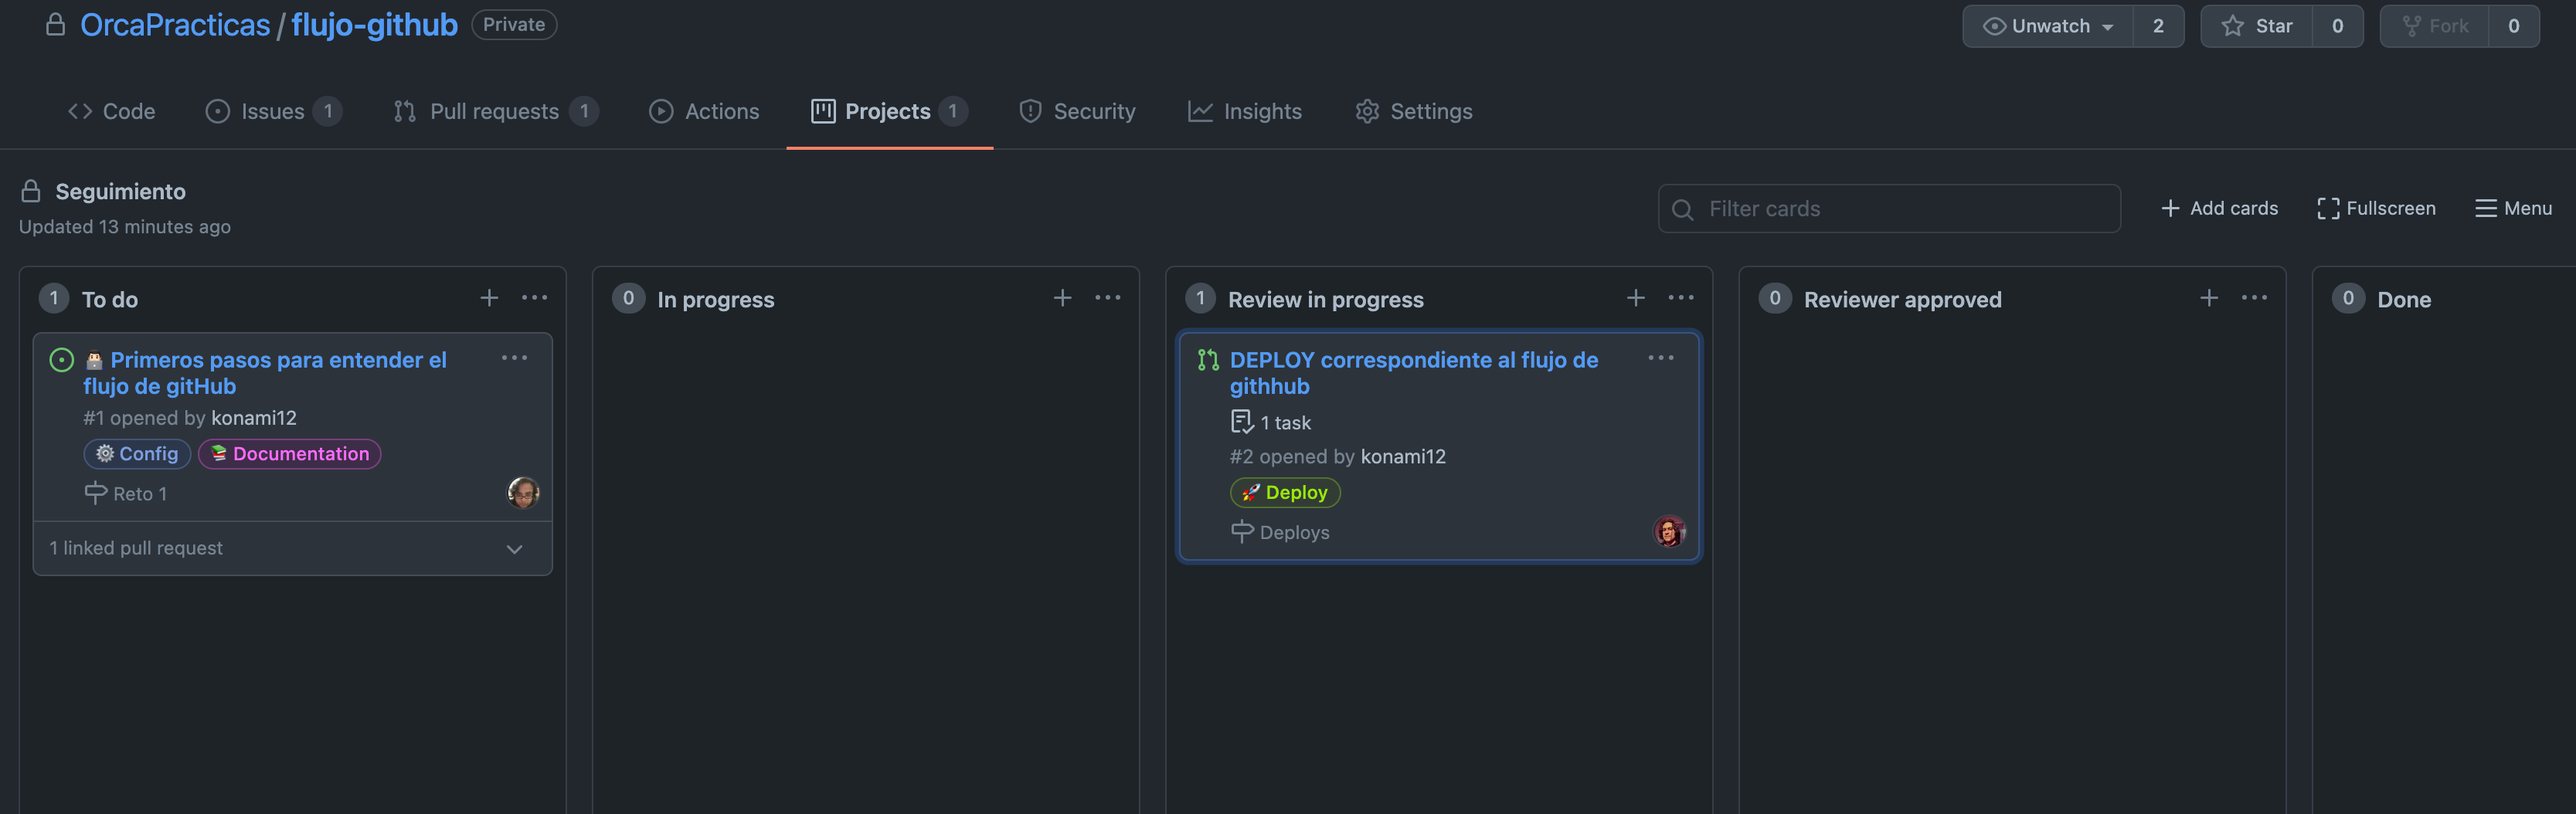 OrcaPracticas / flujo-github Private
Unwatch 2 Star 0 Fork 0
Code Issues 1 Pull requests 1 Actions Projects 1 Security Insights Settings
Seguimiento
Updated 13 minutes ago
Filter cards
Add cards Fullscreen Menu
1 To do
Primeros pasos para entender el
flujo de gitHub
#1 opened by konami12
Config Documentation
Reto 1
1 linked pull request
0 In progress
1 Review in progress
DEPLOY correspondiente al flujo de
githhub
1 task
#2 opened by konami12
Deploy
Deploys
0 Reviewer approved
0 Done